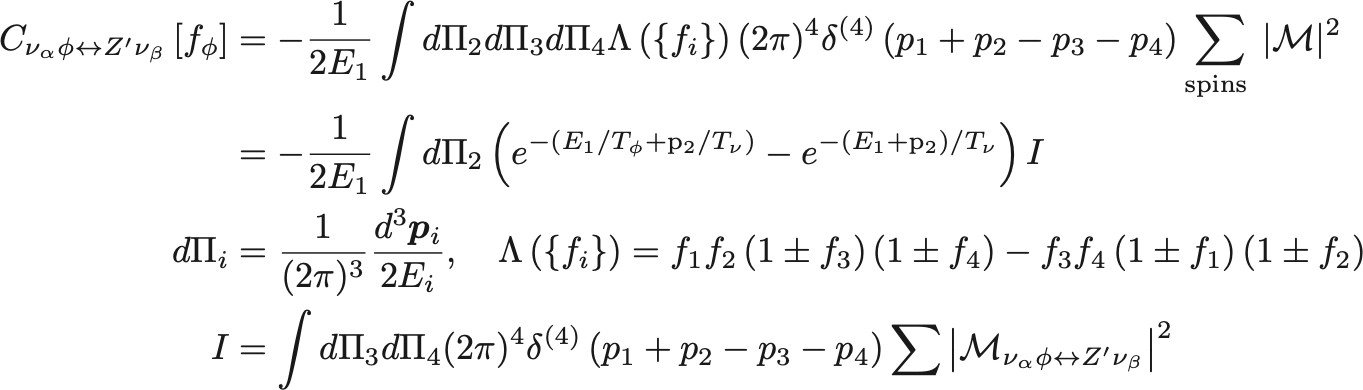 C_{\nu_\alpha \phi \leftrightarrow Z' \nu_\beta} [f_\phi] = -\frac{1}{2E_1} \int d\Pi_2 d\Pi_3 d\Pi_4 \Lambda (\{f_i\}) (2\pi)^4 \delta^{(4)} (p_1 + p_2 - p_3 - p_4) \sum_{\text{spins}} |\mathcal{M}|^2
= -\frac{1}{2E_1} \int d\Pi_2 \left( e^{-(E_1/T_\phi + \mathrm{p}_2/T_\nu)} - e^{-(E_1 + \mathrm{p}_2)/T_\nu} \right) I
d\Pi_i = \frac{1}{(2\pi)^3} \frac{d^3 \boldsymbol{p}_i}{2E_i}, \quad \Lambda (\{f_i\}) = f_1 f_2 (1 \pm f_3) (1 \pm f_4) - f_3 f_4 (1 \pm f_1) (1 \pm f_2)
I = \int d\Pi_3 d\Pi_4 (2\pi)^4 \delta^{(4)} (p_1 + p_2 - p_3 - p_4) \sum \left| \mathcal{M}_{\nu_\alpha \phi \leftrightarrow Z' \nu_\beta} \right|^2